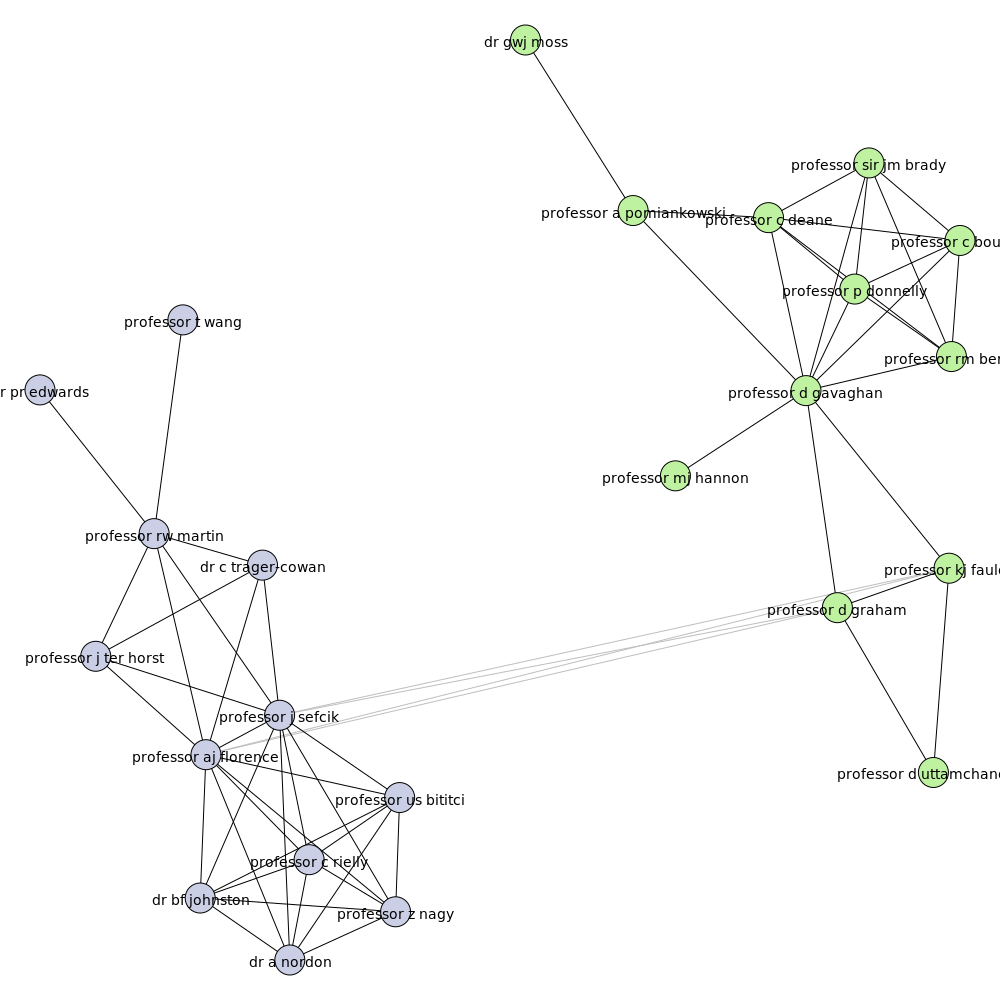 dr gwj moss
professor sir jm brady
professor a pomiankowski
professor c deane
professor c bou
professor p donnelly
professor t wang
professor rm ber
r pr edwards
professor d gavaghan
professor mj hannon
professor rw martin
dr c trager-cowan
professor kj faulc
professor d graham
professor j ter horst
professor j sefcik
professor aj florence
professor d uttamchanc
professor us bititci
professor c rielly
dr bf johnston
professor z nagy
dr a nordon